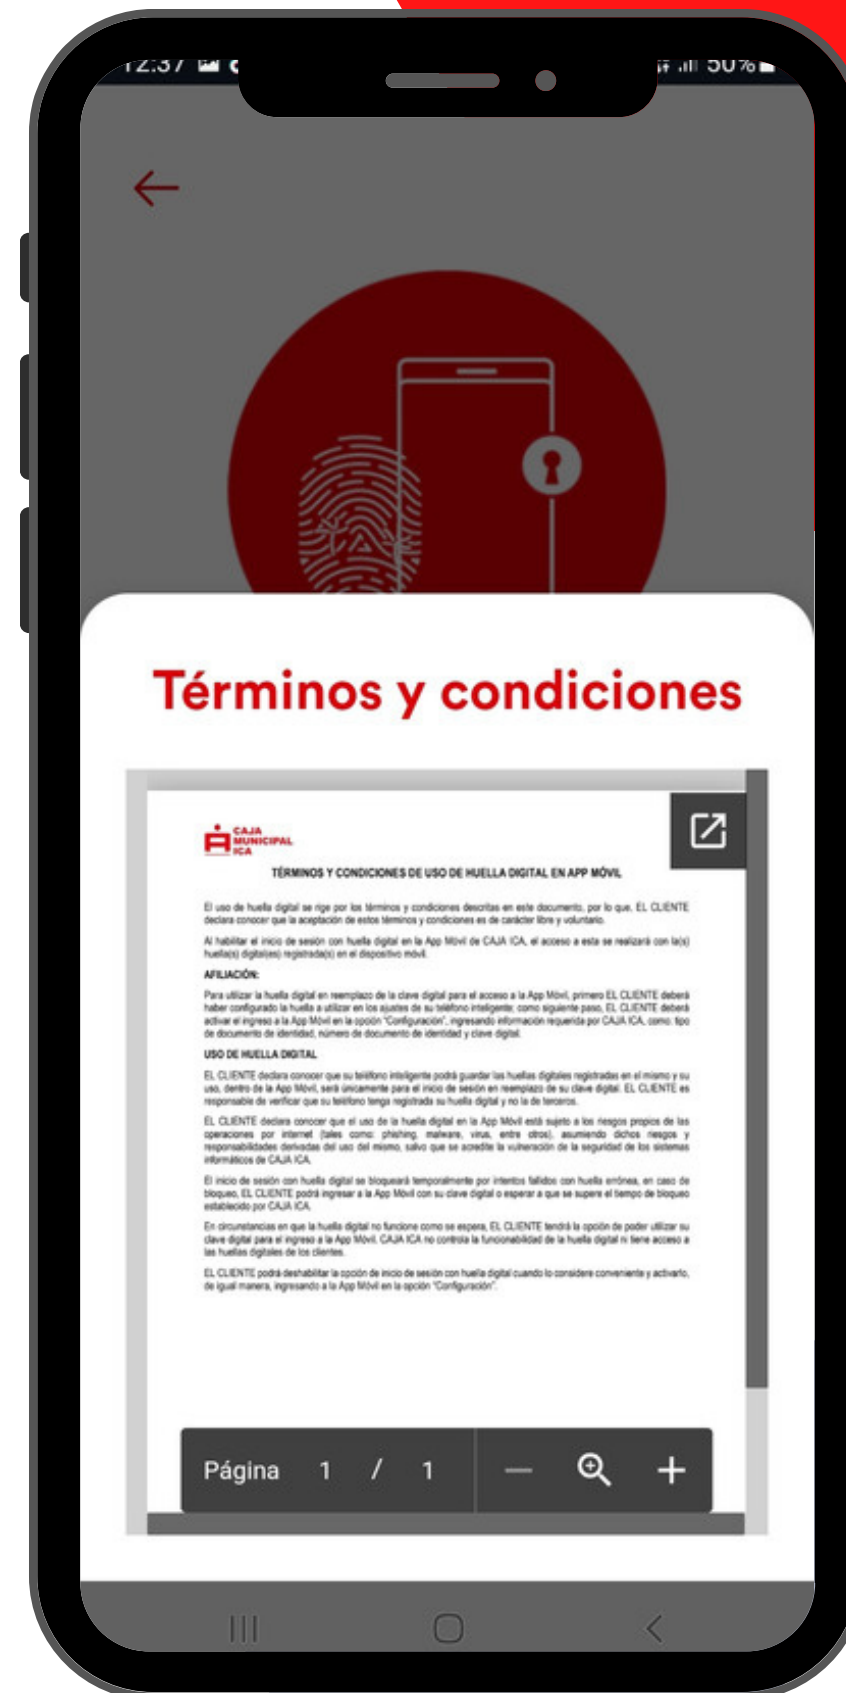 12:37
50%
Términos y condiciones
CAJA
MUNICIPAL
ICA
TÉRMINOS Y CONDICIONES DE USO DE HUELLA DIGITAL EN APP MÓVIL
El uso de huella digital se rige por los términos y condiciones descritas en este documento, por lo que, EL CLIENTE
declara conocer que la aceptación de estos términos y condiciones es de carácter libre y voluntario.
Al habilitar el inicio de sesión con huella digital en la App Móvil de CAJA ICA, el acceso a esta se realizará con la(s)
huella(s) digital(es) registrada(s) en el dispositivo móvil.
AFILIACIÓN:
Para utilizar la huella digital en reemplazo de la clave digital para el acceso a la App Móvil, primero EL CLIENTE deberá
haber configurado la huella a utilizar en los ajustes de su teléfono inteligente; como siguiente paso, EL CLIENTE deberá
activar el ingreso a la App Móvil en la opción "Configuración", ingresando información requerida por CAJA ICA, como: tipo
de documento de identidad, número de documento de identidad y clave digital.
USO DE HUELLA DIGITAL
EL CLIENTE declara conocer que su teléfono inteligente podrá guardar las huellas digitales registradas en el mismo y su
uso, dentro de la App Móvil, será únicamente para el inicio de sesión en reemplazo de su clave digital. EL CLIENTE es
responsable de verificar que su teléfono tenga registrada su huella digital y no la de terceros.
EL CLIENTE declara conocer que el uso de la huella digital en la App Móvil está sujeto a los riesgos propios de las
operaciones por internet (tales como: phishing, malware, virus, entre otros), asumiendo dichos riesgos y
responsabilidades derivadas del uso del mismo, salvo que se acredite la vulneración de la seguridad de los sistemas
informáticos de CAJA ICA.
El inicio de sesión con huella digital se bloqueará temporalmente por intentos fallidos con huella errónea, en caso de
bloqueo, EL CLIENTE podrá ingresar a la App Móvil con su clave digital o esperar a que se supere el tiempo de bloqueo
establecido por CAJA ICA.
En circunstancias en que la huella digital no funcione como se espera, EL CLIENTE tendrá la opción de poder utilizar su
clave digital para el ingreso a la App Móvil. CAJA ICA no controla la funcionabilidad de la huella digital ni tiene acceso a
las huellas digitales de los clientes.
EL CLIENTE podrá deshabilitar la opción de inicio de sesión con huella digital cuando lo considere conveniente y activarlo,
de igual manera, ingresando a la App Móvil en la opción "Configuración".
Página 1 / 1